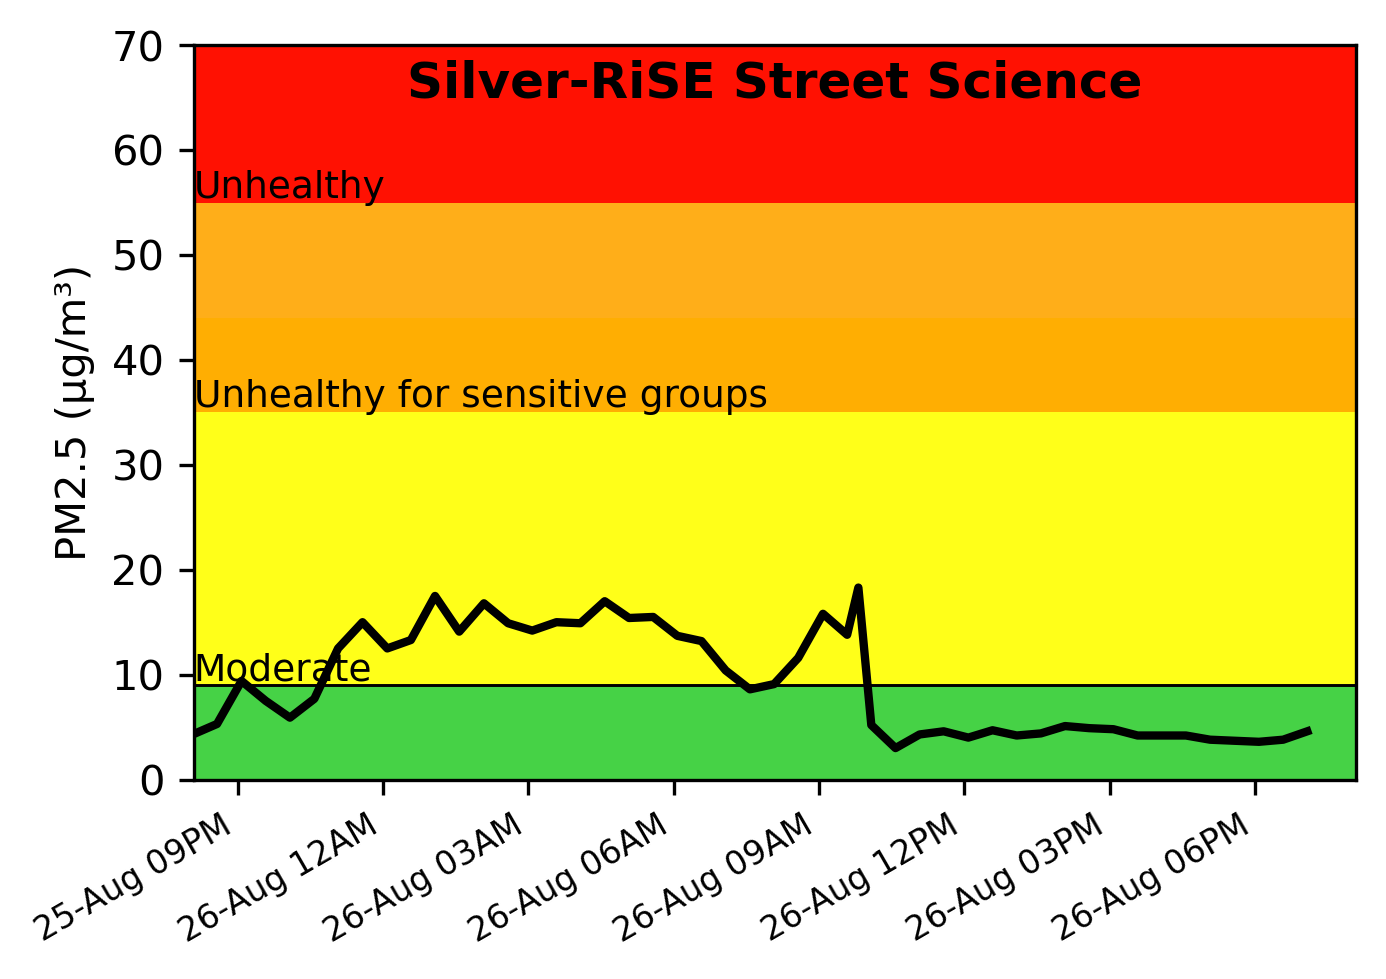 Silver-RiSE Street Science
70
60
50
40
30
20
10
0
PM2.5 (µg/m³)
Unhealthy
Unhealthy for sensitive groups
Moderate
25-Aug 09PM
26-Aug 12AM
26-Aug 03AM
26-Aug 06AM
26-Aug 09AM
26-Aug 12PM
26-Aug 03PM
26-Aug 06PM